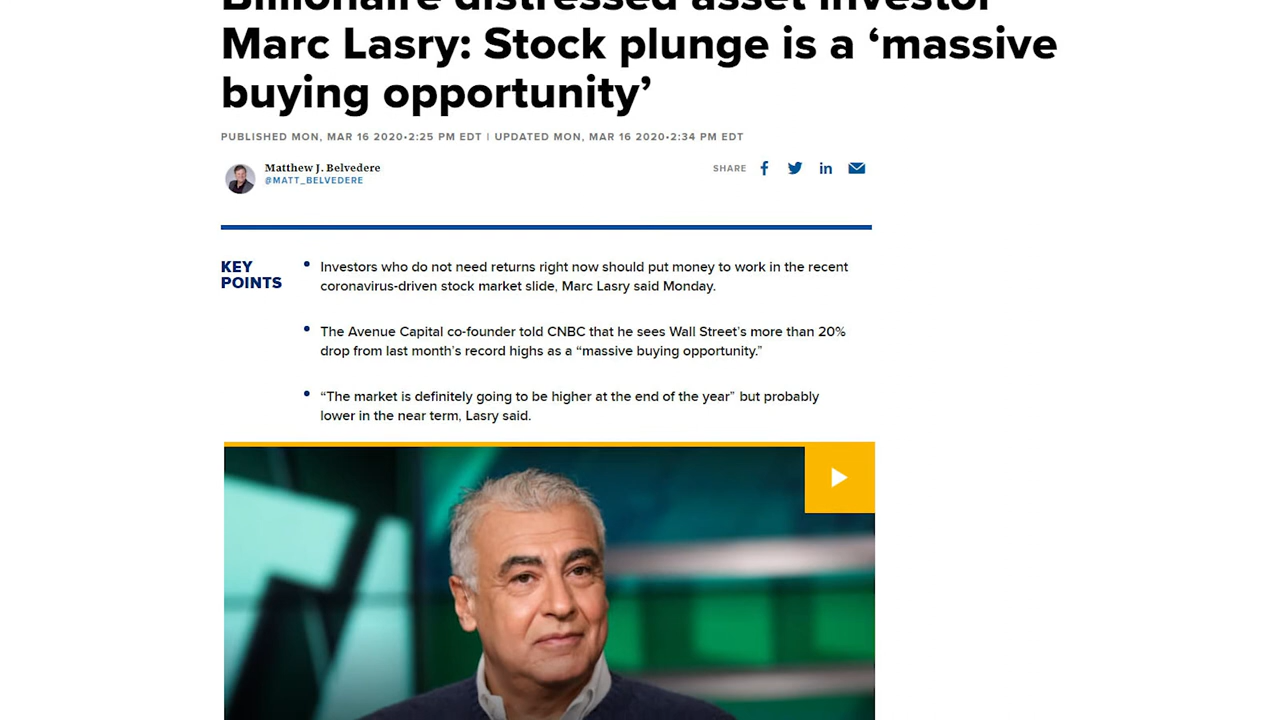 Billionaire distressed asset investor
Marc Lasry: Stock plunge is a ‘massive
buying opportunity’
PUBLISHED MON, MAR 16 2020•2:25 PM EDT | UPDATED MON, MAR 16 2020•2:34 PM EDT
Matthew J. Belvedere
@MATT_BELVEDERE
SHARE
KEY
POINTS
• Investors who do not need returns right now should put money to work in the recent
coronavirus-driven stock market slide, Marc Lasry said Monday.
• The Avenue Capital co-founder told CNBC that he sees Wall Street’s more than 20%
drop from last month’s record highs as a “massive buying opportunity.”
• “The market is definitely going to be higher at the end of the year” but probably
lower in the near term, Lasry said.